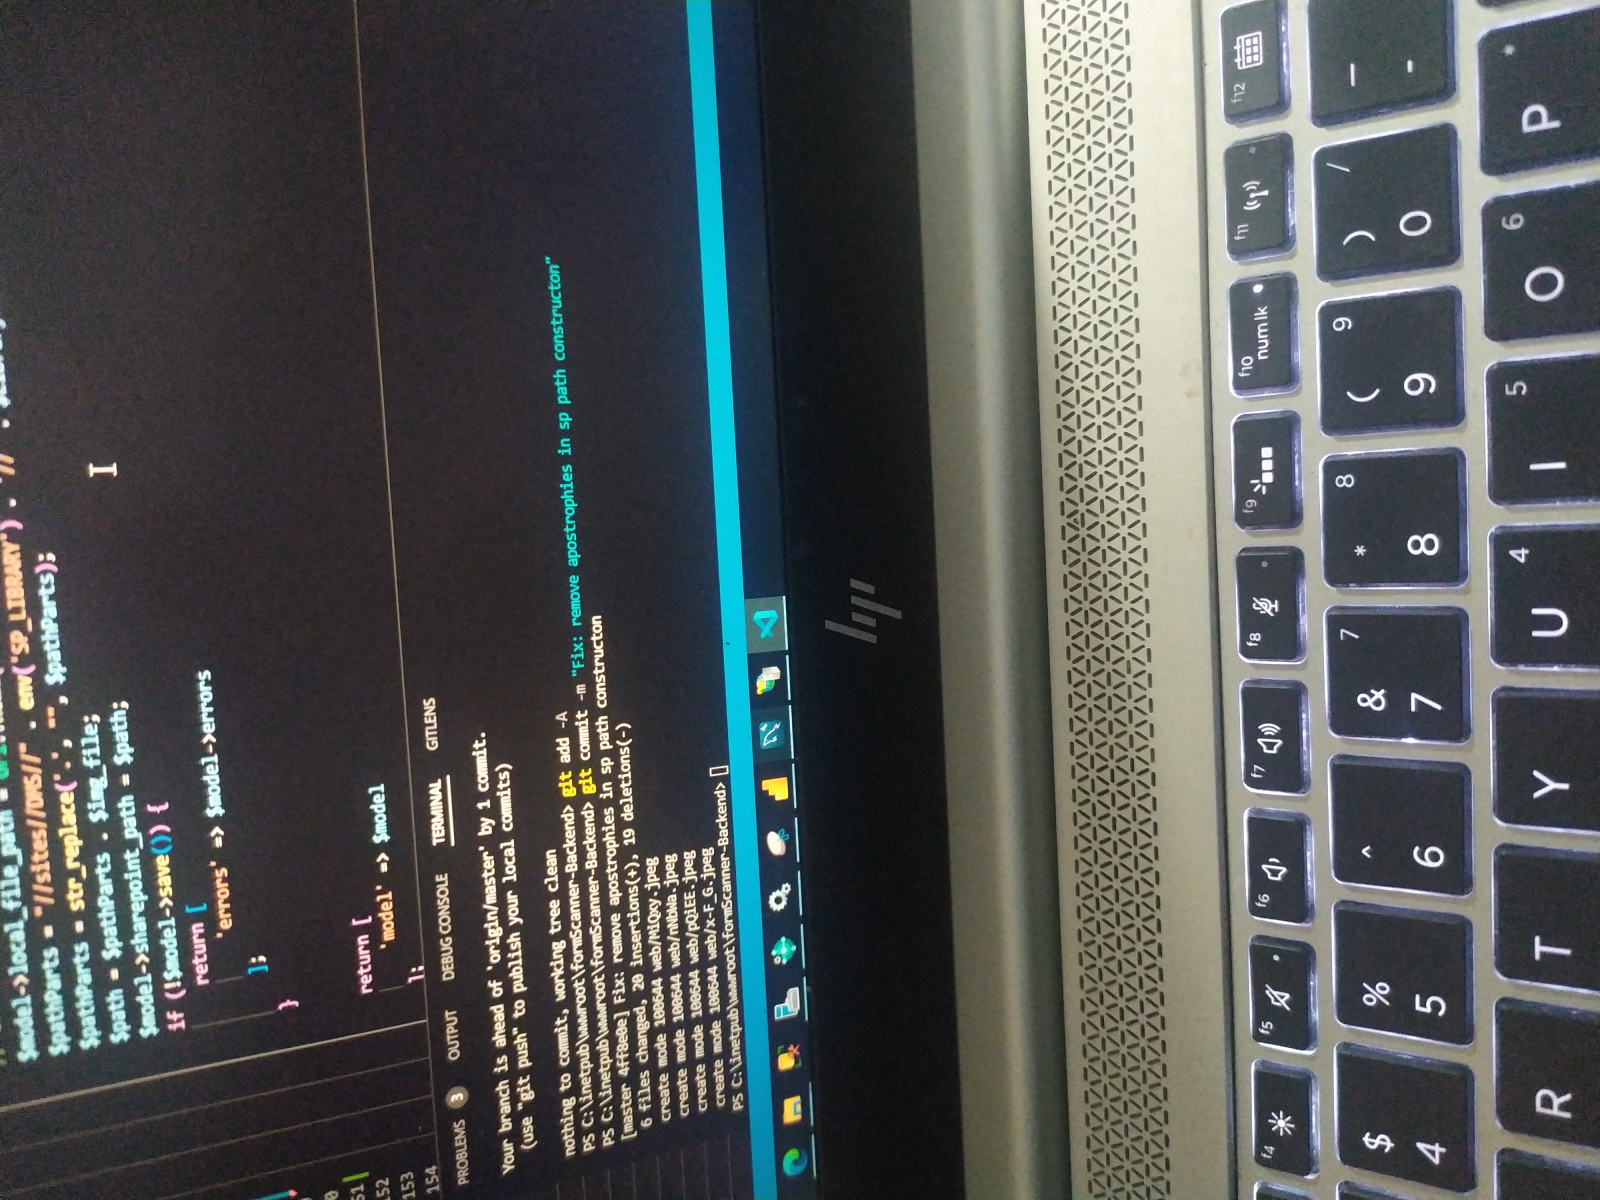 $model->local_file_path =
$pathParts = "//sites//DMS//" . env('SP_LIBRARY') . "//" .
$pathParts = str_replace('.', "", $pathParts);
$path = $pathParts . $img_file;
$model->sharepoint_path = $path;
if (!$model->save()) {
return [
'errors' => $model->errors
];
}
return [
'model' => $model
];
51
152
153
154
PROBLEMS 3 OUTPUT DEBUG CONSOLE TERMINAL GITLENS
Your branch is ahead of 'origin/master' by 1 commit.
(use "git push" to publish your local commits)
nothing to commit, working tree clean
PS C:\inetpub\wwwroot\formScanner-Backend> git add -A
PS C:\inetpub\wwwroot\formScanner-Backend> git commit -m "Fix: remove apostrophies in sp path constructon"
[master 4ff8e0e] Fix: remove apostrophies in sp path constructon
6 files changed, 20 insertions(+), 19 deletions(-)
create mode 100644 web/MiQxy.jpeg
create mode 100644 web/nNbWa.jpeg
create mode 100644 web/pQiEE.jpeg
create mode 100644 web/x-F_G.jpeg
PS C:\inetpub\wwwroot\formScanner-Backend>
hp
f4 f5 f6 f7 f8 f9 f10 num lk f11 f12
$ % ^ & 7 * 8 ( 9 ) / _
4 5 6 7 8 9 0 -
R T Y U 4 I 5 O 6 P *